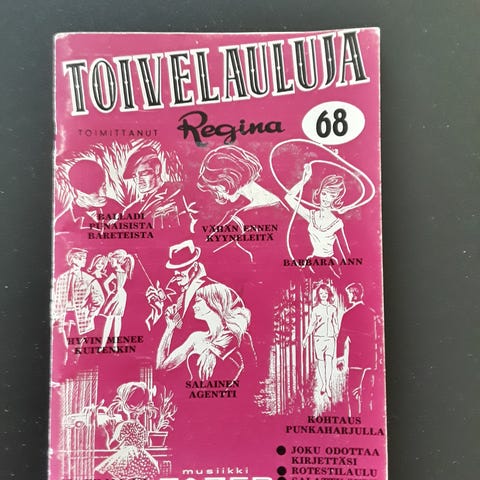 TOIVELAULUJA
TOIMITTANUT Regina 68
BALLADI
PUNAISISTA
BARETEISTA
VÄHÄN ENNEN
KYYNELEITÄ
BARBARA ANN
HYVIN MENEE
KUITENKIN
SALAINEN
AGENTTI
KOHTAUS
PUNKAHARJULLA
● JOKU ODOTTAA
KIRJETTÄSI
● ROTESTILAULU
musiikki